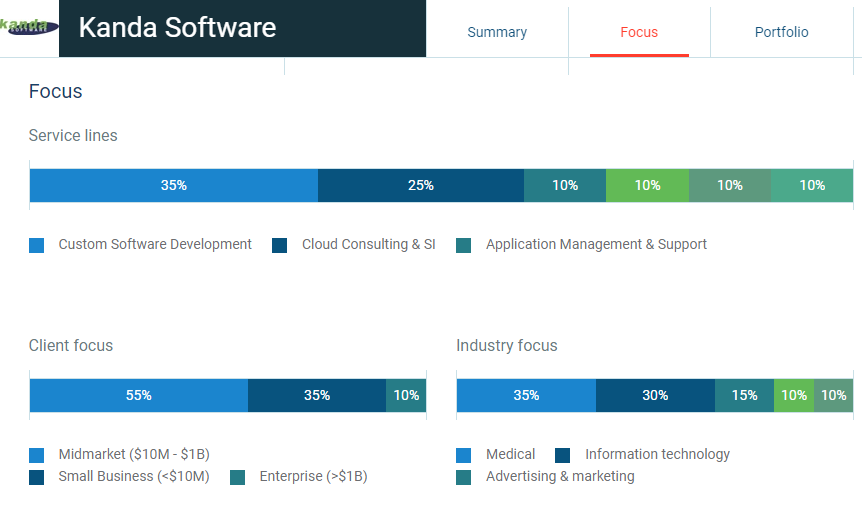 kanda
Kanda Software
Summary
Focus
Portfolio
Focus
Service lines
35% 25% 10% 10% 10% 10%
Custom Software Development Cloud Consulting & SI Application Management & Support
Client focus
55% 35% 10%
Midmarket ($10M - $1B)
Small Business (<$10M) Enterprise (>$1B)
Industry focus
35% 30% 15% 10% 10%
Medical Information technology
Advertising & marketing